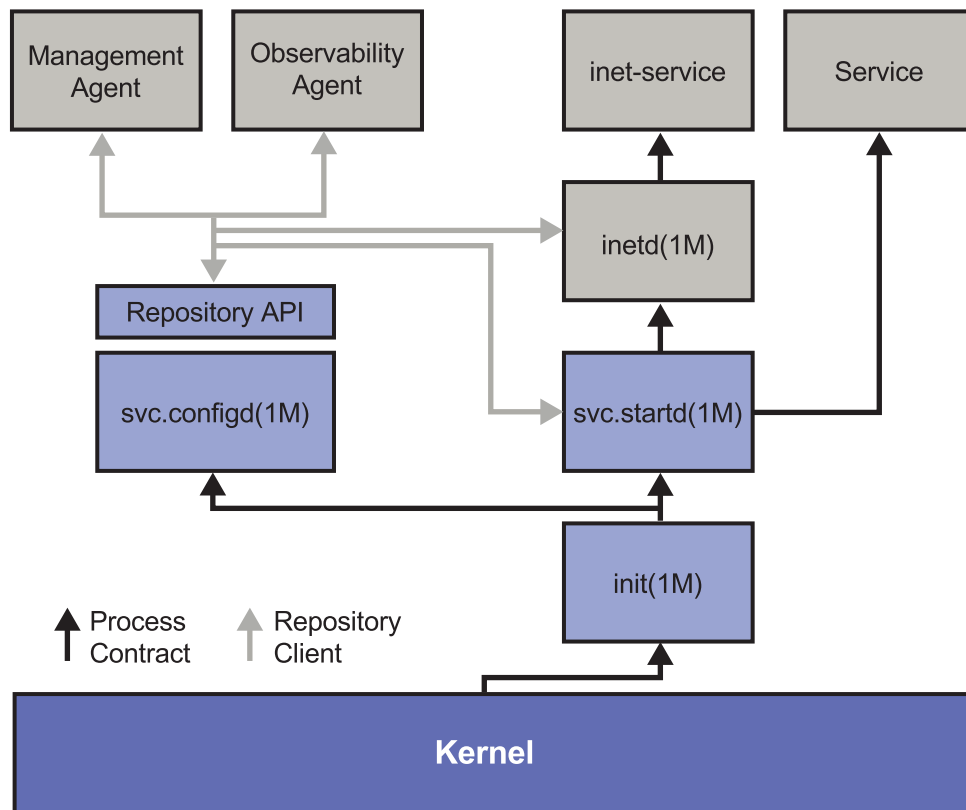 Management
Agent
Observability
Agent
inet-service
Service
inetd(1M)
Repository API
svc.configd(1M)
svc.startd(1M)
init(1M)
Process
Contract
Repository
Client
Kernel